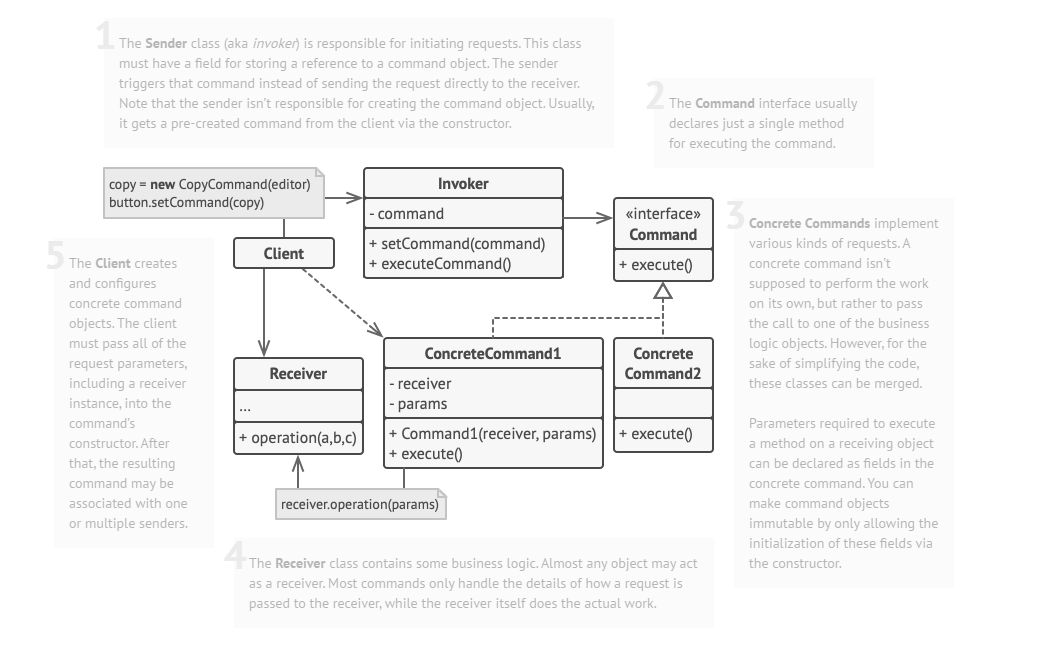 1
The Sender class (aka invoker) is responsible for initiating requests. This class
must have a field for storing a reference to a command object. The sender
triggers that command instead of sending the request directly to the receiver.
Note that the sender isn't responsible for creating the command object. Usually,
it gets a pre-created command from the client via the constructor.
2
The Command interface usually
declares just a single method
for executing the command.
copy = new CopyCommand(editor)
button.setCommand(copy)
Invoker
- command
+ setCommand(command)
+ executeCommand()
«interface»
Command
+ execute()
3
Concrete Commands implement
various kinds of requests. A
concrete command isn't
supposed to perform the work
on its own, but rather to pass
the call to one of the business
logic objects. However, for the
sake of simplifying the code,
these classes can be merged.
Parameters required to execute
a method on a receiving object
can be declared as fields in the
concrete command. You can
make command objects
immutable by only allowing the
initialization of these fields via
the constructor.
Client
5
The Client creates
and configures
concrete command
objects. The client
must pass all of the
request parameters,
including a receiver
instance, into the
command's
constructor. After
that, the resulting
command may be
associated with one
or multiple senders.
Receiver
...
+ operation(a,b,c)
ConcreteCommand1
- receiver
- params
+ Command1(receiver, params)
+ execute()
Concrete
Command2
+ execute()
receiver.operation(params)
4
The Receiver class contains some business logic. Almost any object may act
as a receiver. Most commands only handle the details of how a request is
passed to the receiver, while the receiver itself does the actual work.